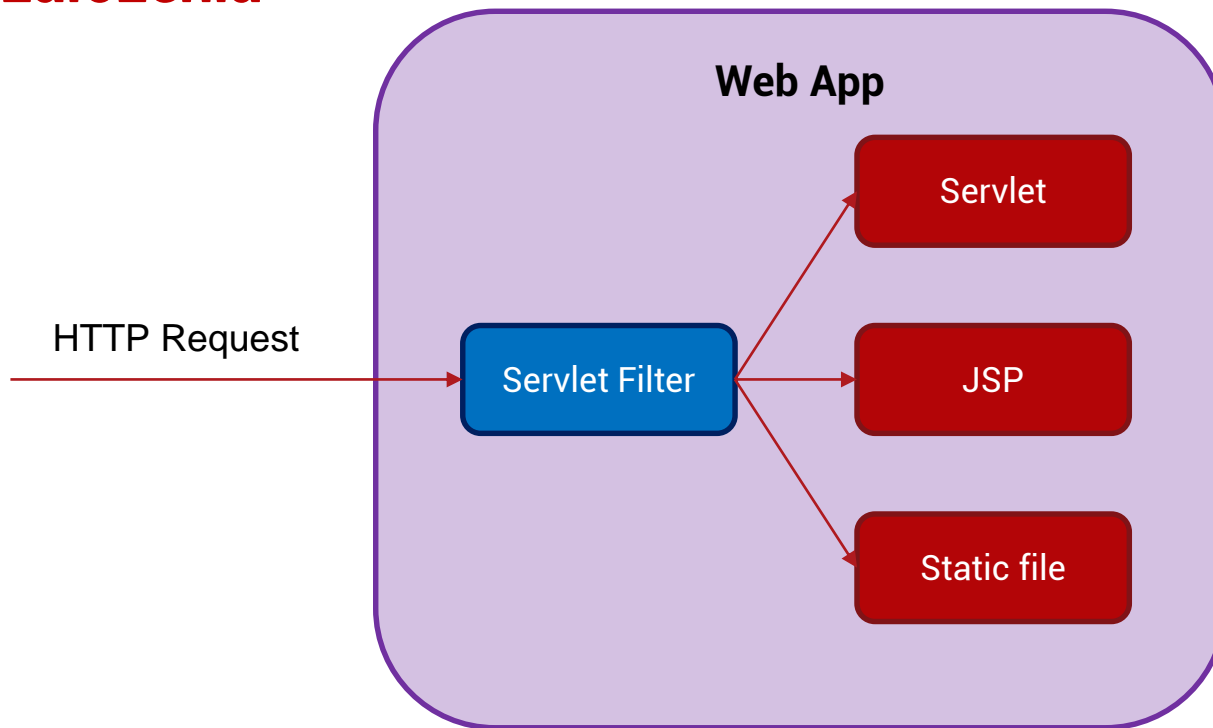 Web App
Servlet
HTTP Request
Servlet Filter
JSP
Static file